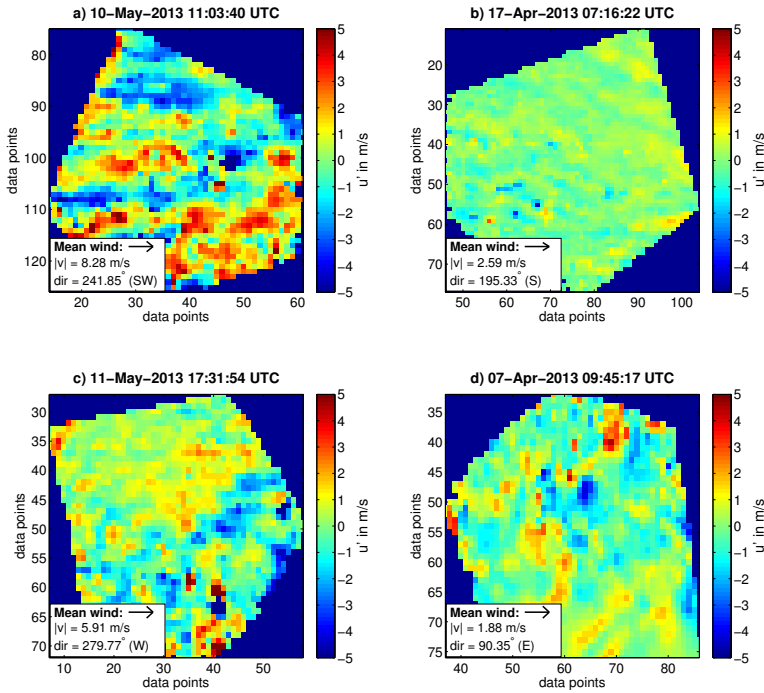 a) 10−May−2013 11:03:40 UTC
80
90
100
110
120
data points
20 30 40 50 60
data points
Mean wind:
|v| = 8.28 m/s
dir = 241.85° (SW)
5
4
3
2
1
0
−1
−2
−3
−4
−5
u' in m/s
b) 17−Apr−2013 07:16:22 UTC
20
30
40
50
60
70
data points
50 60 70 80 90 100
data points
Mean wind:
|v| = 2.59 m/s
dir = 195.33° (S)
5
4
3
2
1
0
−1
−2
−3
−4
−5
u' in m/s
c) 11−May−2013 17:31:54 UTC
30
35
40
45
50
55
60
65
70
data points
10 20 30 40 50
data points
Mean wind:
|v| = 5.91 m/s
dir = 279.77° (W)
5
4
3
2
1
0
−1
−2
−3
−4
−5
u' in m/s
d) 07−Apr−2013 09:45:17 UTC
35
40
45
50
55
60
65
70
75
data points
40 50 60 70 80
data points
Mean wind:
|v| = 1.88 m/s
dir = 90.35° (E)
5
4
3
2
1
0
−1
−2
−3
−4
−5
u' in m/s